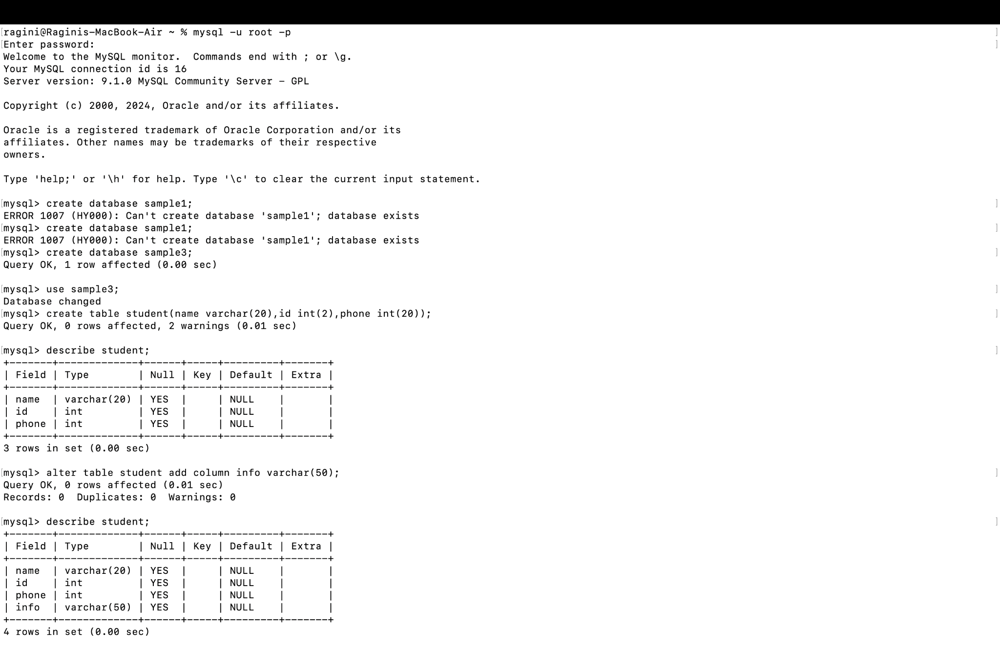 [ragini@Raginis-MacBook-Air ~ % mysql -u root -p ]
[Enter password: ]
Welcome to the MySQL monitor.  Commands end with ; or \g.
Your MySQL connection id is 16
Server version: 9.1.0 MySQL Community Server - GPL

Copyright (c) 2000, 2024, Oracle and/or its affiliates.

Oracle is a registered trademark of Oracle Corporation and/or its
affiliates. Other names may be trademarks of their respective
owners.

Type 'help;' or '\h' for help. Type '\c' to clear the current input statement.

[mysql> create database sample1; ]
ERROR 1007 (HY000): Can't create database 'sample1'; database exists
[mysql> create database sample1; ]
ERROR 1007 (HY000): Can't create database 'sample1'; database exists
[mysql> create database sample3; ]
Query OK, 1 row affected (0.00 sec)

[mysql> use sample3; ]
Database changed
[mysql> create table student(name varchar(20),id int(2),phone int(20)); ]
Query OK, 0 rows affected, 2 warnings (0.01 sec)

[mysql> describe student; ]
+-------+-------------+------+-----+---------+-------+
| Field | Type        | Null | Key | Default | Extra |
+-------+-------------+------+-----+---------+-------+
| name  | varchar(20) | YES  |     | NULL    |       |
| id    | int         | YES  |     | NULL    |       |
| phone | int         | YES  |     | NULL    |       |
+-------+-------------+------+-----+---------+-------+
3 rows in set (0.00 sec)

[mysql> alter table student add column info varchar(50); ]
Query OK, 0 rows affected (0.01 sec)
Records: 0  Duplicates: 0  Warnings: 0

[mysql> describe student; ]
+-------+-------------+------+-----+---------+-------+
| Field | Type        | Null | Key | Default | Extra |
+-------+-------------+------+-----+---------+-------+
| name  | varchar(20) | YES  |     | NULL    |       |
| id    | int         | YES  |     | NULL    |       |
| phone | int         | YES  |     | NULL    |       |
| info  | varchar(50) | YES  |     | NULL    |       |
+-------+-------------+------+-----+---------+-------+
4 rows in set (0.00 sec)